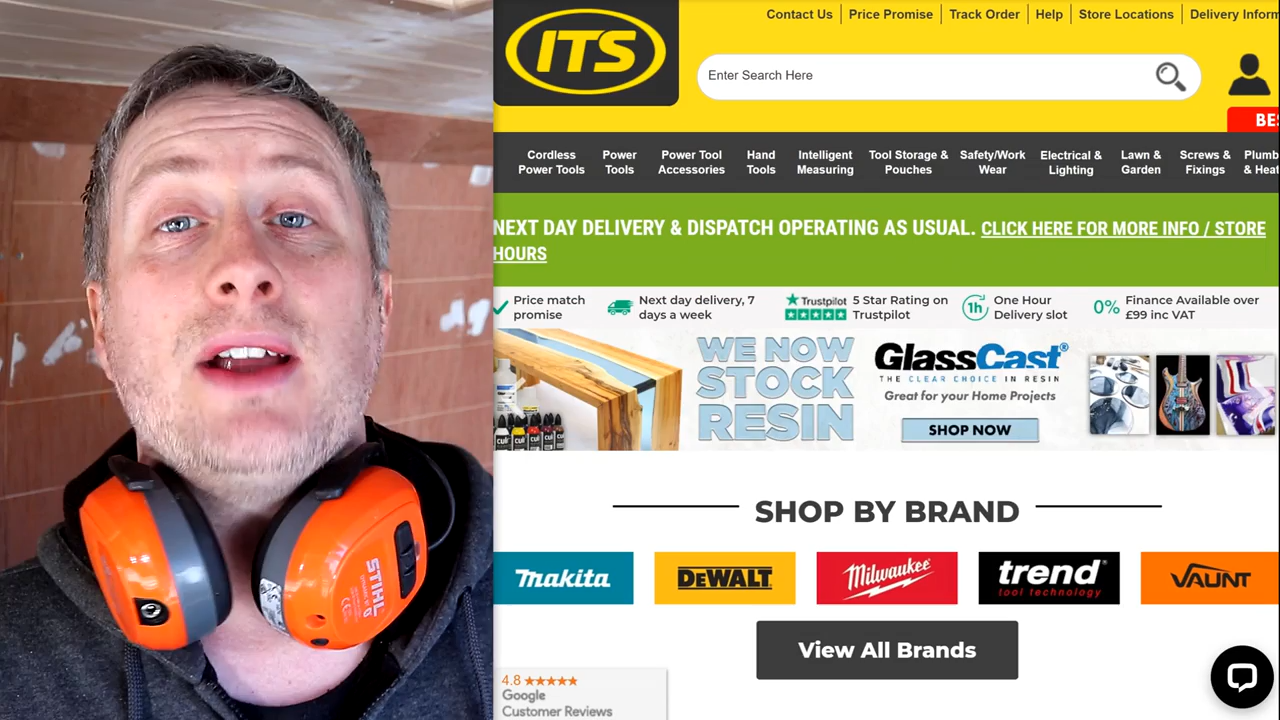 Contact Us
Price Promise
Track Order
Help
Store Locations
Delivery Inform
ITS
Enter Search Here
BES
Cordless
Power Tools
Power
Tools
Power Tool
Accessories
Hand
Tools
Intelligent
Measuring
Tool Storage &
Pouches
Safety/Work
Wear
Electrical &
Lighting
Lawn &
Garden
Screws &
Fixings
Plumb
& Heat
NEXT DAY DELIVERY & DISPATCH OPERATING AS USUAL. CLICK HERE FOR MORE INFO / STORE
HOURS
Price match
promise
Next day delivery, 7
days a week
Trustpilot
5 Star Rating on
Trustpilot
1h
One Hour
Delivery slot
0%
Finance Available over
£99 inc VAT
WE NOW
STOCK
RESIN
GlassCast®
THE CLEAR CHOICE IN RESIN
Great for your Home Projects
SHOP NOW
SHOP BY BRAND
makita
DEWALT
Milwaukee
trend
tool technology
VAUNT
View All Brands
4.8
Google
Customer Reviews
STIHL